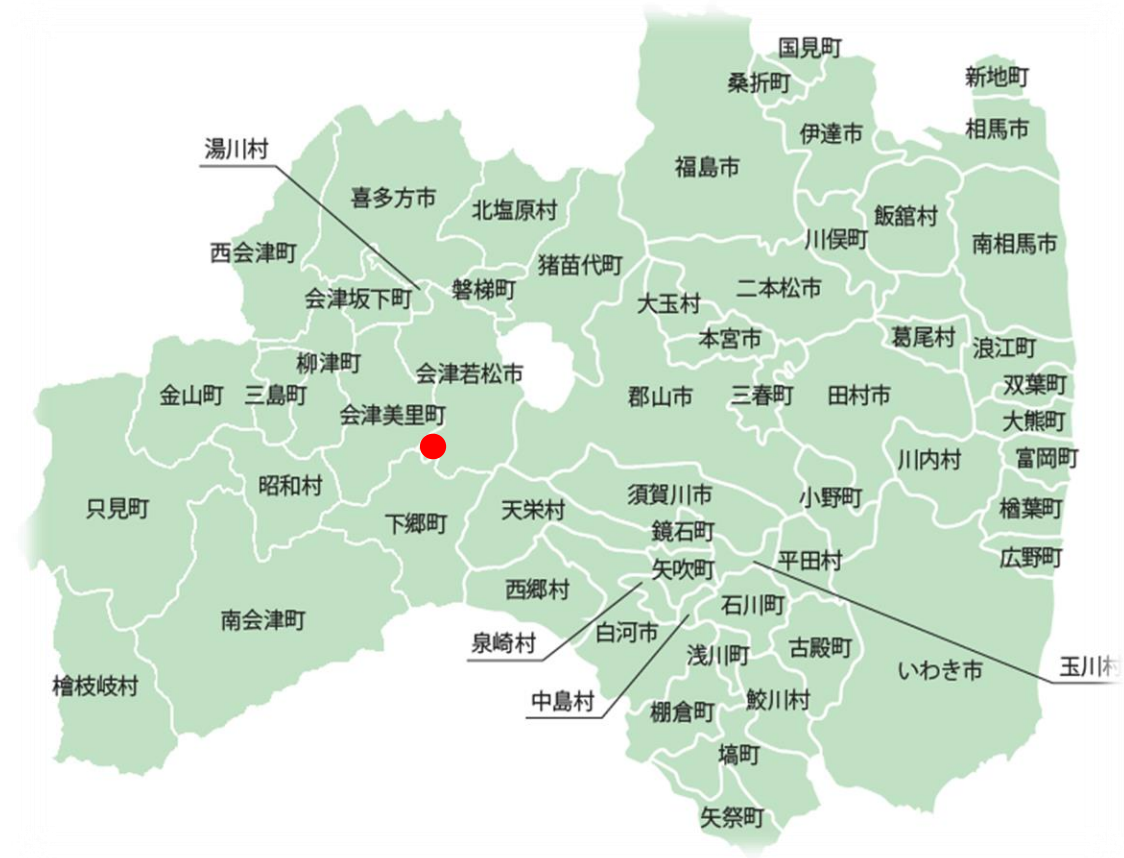 国見町
桑折町
新地町
伊達市
相馬市
湯川村
福島市
喜多方市
北塩原村
飯舘村
川俣町
南相馬市
西会津町
猪苗代町
磐梯町
二本松市
会津坂下町
大玉村
本宮市
葛尾村
浪江町
柳津町
会津若松市
双葉町
金山町
三島町
郡山市
三春町
田村市
会津美里町
大熊町
川内村
富岡町
昭和村
須賀川市
小野町
只見町
天栄村
楢葉町
下郷町
鏡石町
広野町
平田村
矢吹町
西郷村
石川町
南会津町
白河市
泉崎村
古殿町
浅川町
玉川村
いわき市
檜枝岐村
中島村
鮫川村
棚倉町
塙町
矢祭町